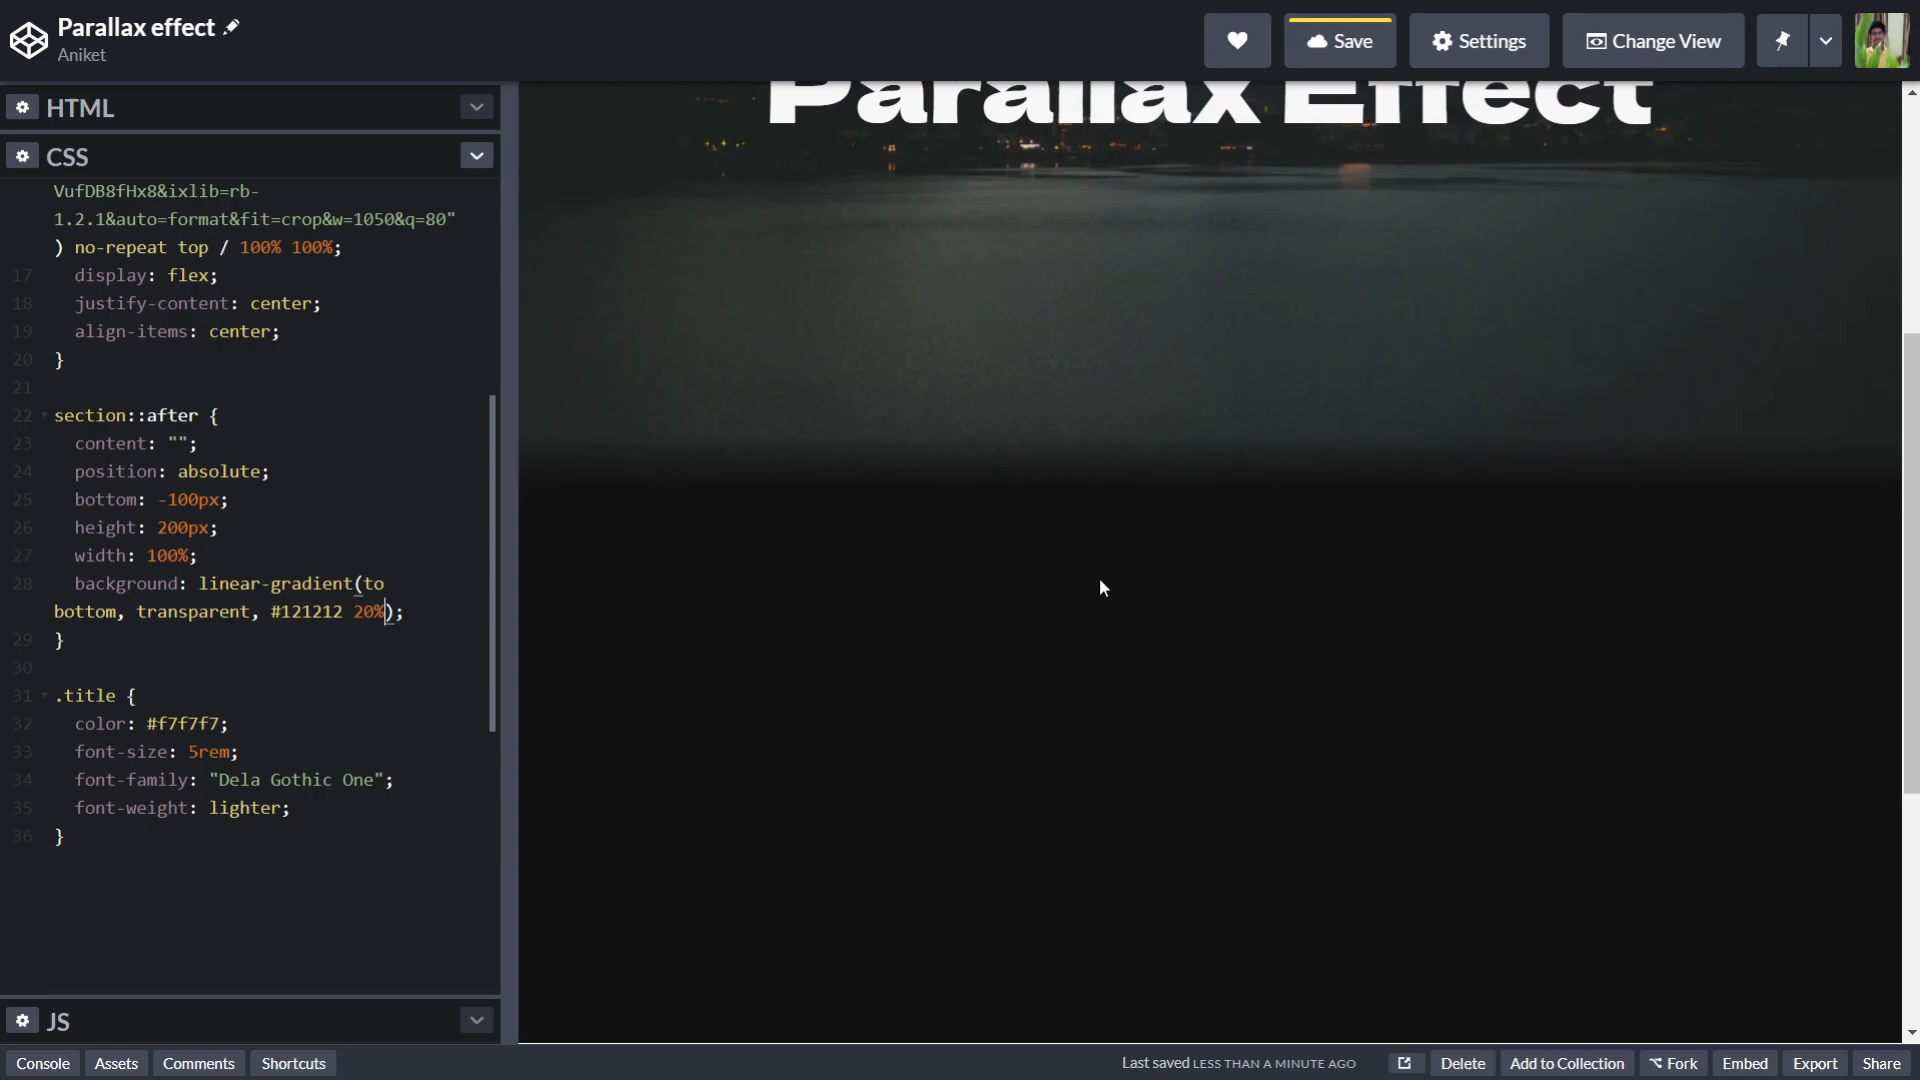 Parallax effect
Aniket
Save
Settings
Change View
HTML
CSS
VufDB8fHx8&ixlib=rb-
1.2.1&auto=format&fit=crop&w=1050&q=80"
) no-repeat top / 100% 100%;
17 display: flex;
18 justify-content: center;
19 align-items: center;
20 }
21
22 section::after {
23 content: "";
24 position: absolute;
25 bottom: -100px;
26 height: 200px;
27 width: 100%;
28 background: linear-gradient(to
bottom, transparent, #121212 20%);
29 }
30
31 .title {
32 color: #f7f7f7;
33 font-size: 5rem;
34 font-family: "Dela Gothic One";
35 font-weight: lighter;
36 }
JS
Parallax Effect
Console
Assets
Comments
Shortcuts
Last saved LESS THAN A MINUTE AGO
Delete
Add to Collection
Fork
Embed
Export
Share